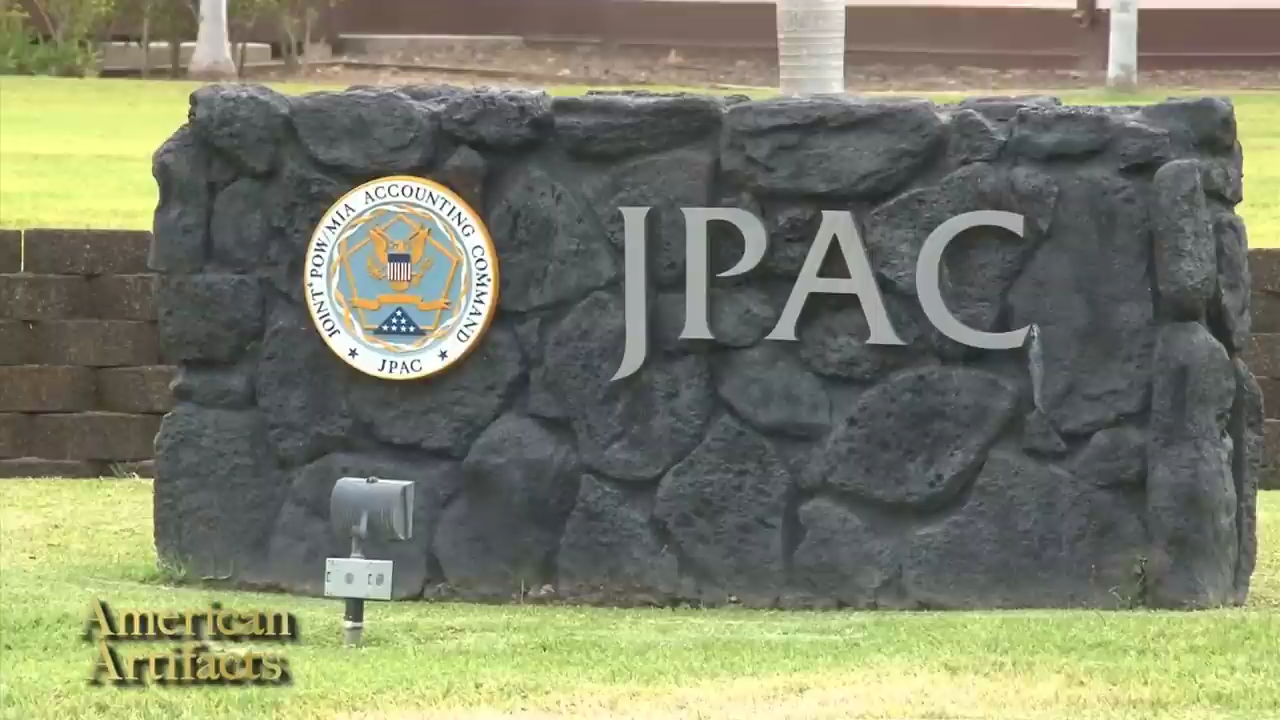 JOINT POW/MIA ACCOUNTING COMMAND
JPAC
JPAC
American
Artifacts